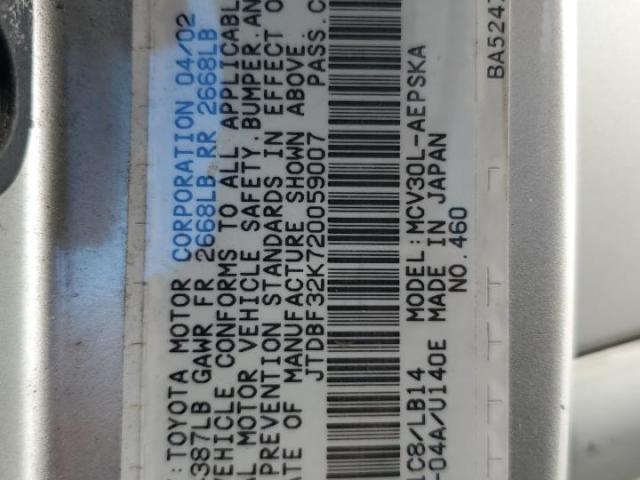 : TOYOTA MOTOR CORPORATION 04/02
387LB GAWR FR 2668LB RR 2668LB
VEHICLE CONFORMS TO ALL APPLICABL
AL MOTOR VEHICLE SAFETY, BUMPER, AN
PREVENTION STANDARDS IN EFFECT O
ATE OF MANUFACTURE SHOWN ABOVE.
JTDBF32K720059007 PASS.C
1C8/LB14 MODEL:MCV30L-AEPSKA
-04A/U140E MADE IN JAPAN
NO.460
BA5247